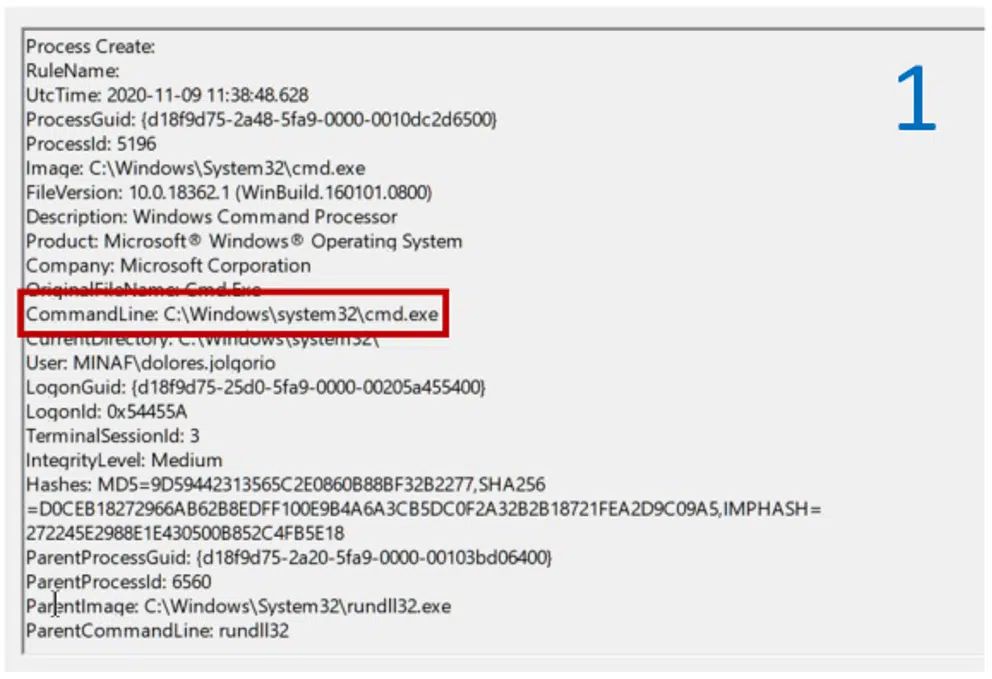 Process Create:
RuleName:
UtcTime: 2020-11-09 11:38:48.628
ProcessGuid: {d18f9d75-2a48-5fa9-0000-0010dc2d6500}
ProcessId: 5196
Image: C:\Windows\System32\cmd.exe
FileVersion: 10.0.18362.1 (WinBuild.160101.0800)
Description: Windows Command Processor
Product: Microsoft® Windows® Operating System
Company: Microsoft Corporation
OriginalFileName: Cmd.Exe
CommandLine: C:\Windows\system32\cmd.exe
CurrentDirectory: C:\Windows\system32\
User: MINAF\dolores.jolgorio
LogonGuid: {d18f9d75-25d0-5fa9-0000-00205a455400}
LogonId: 0x54455A
TerminalSessionId: 3
IntegrityLevel: Medium
Hashes: MD5=9D59442313565C2E0860B88BF32B2277,SHA256
=D0CEB18272966AB62B8EDFF100E9B4A6A3CB5DC0F2A32B2B18721FEA2D9C09A5,IMPHASH=
272245E2988E1E430500B852C4FB5E18
ParentProcessGuid: {d18f9d75-2a20-5fa9-0000-00103bd06400}
ParentProcessId: 6560
ParentImage: C:\Windows\System32\rundll32.exe
ParentCommandLine: rundll32
1